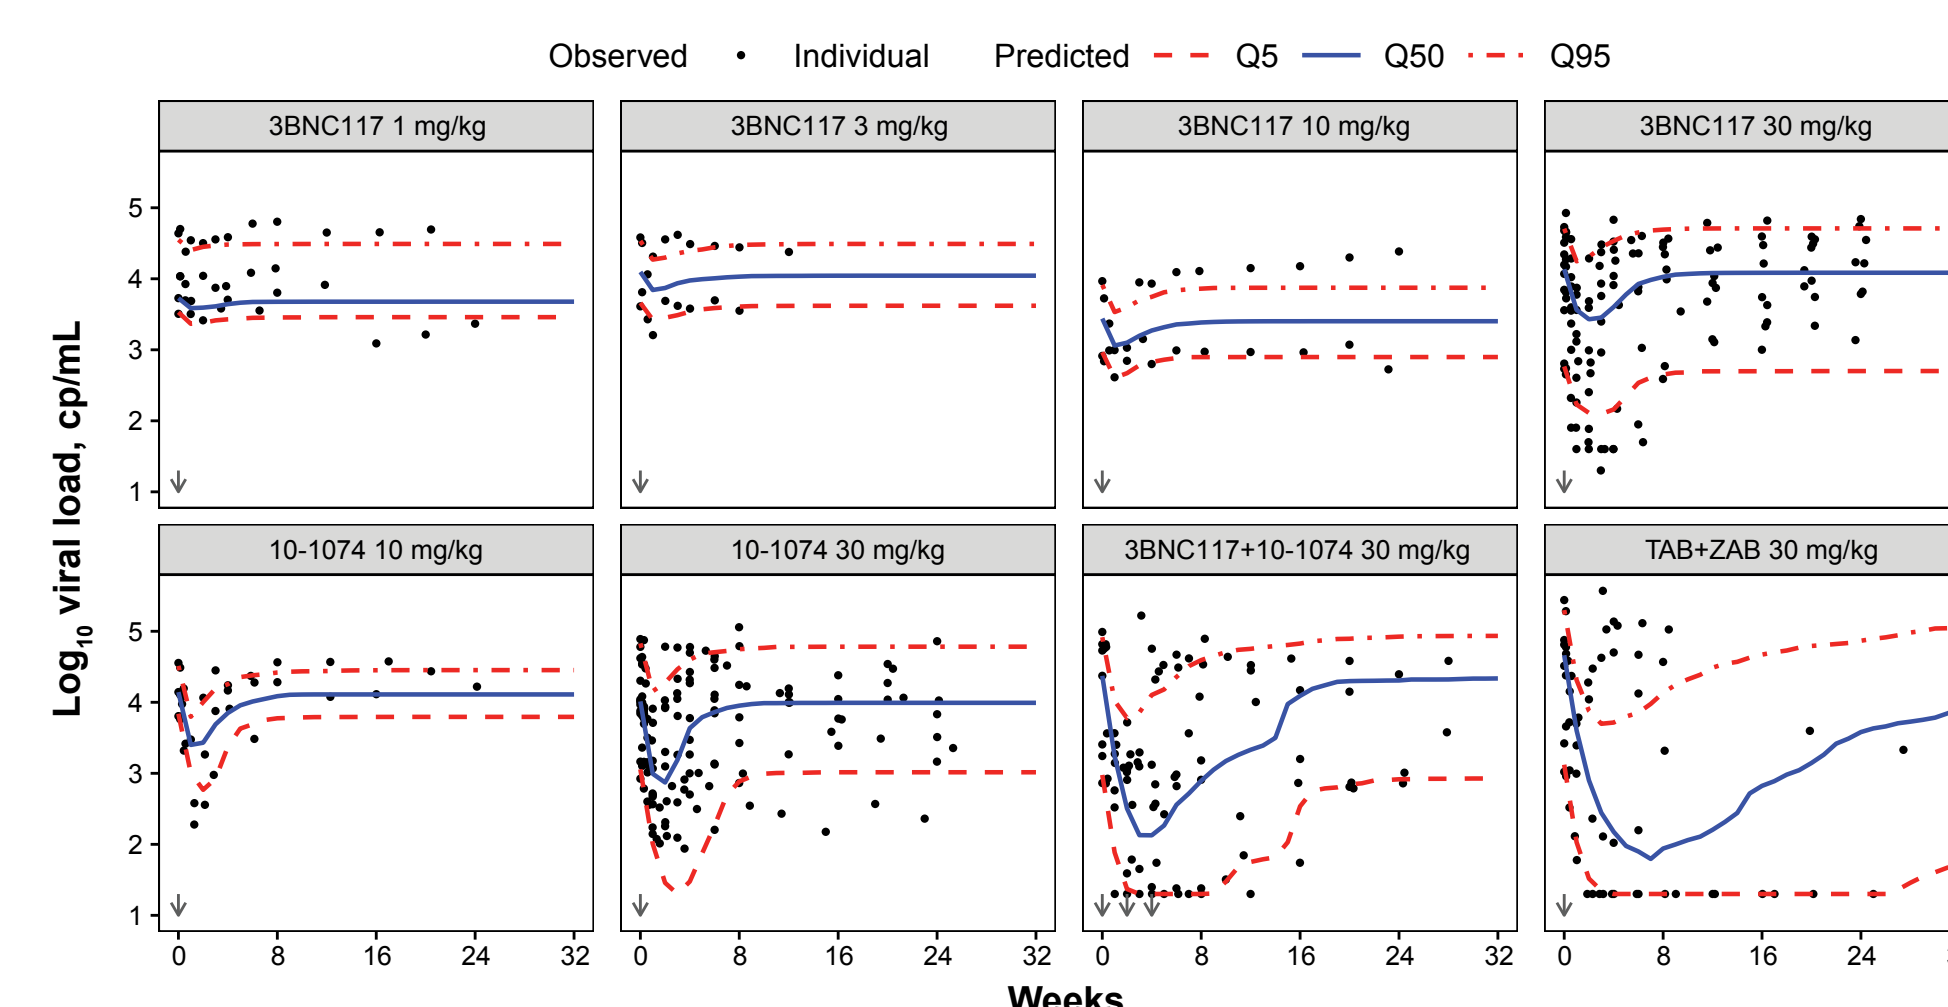 Observed • Individual Predicted Q5 Q50 Q95
3BNC117 1 mg/kg
3BNC117 3 mg/kg
3BNC117 10 mg/kg
3BNC117 30 mg/kg
5
4
3
2
1
10-1074 10 mg/kg
10-1074 30 mg/kg
3BNC117+10-1074 30 mg/kg
TAB+ZAB 30 mg/kg
5
4
3
2
1
0 8 16 24 32
0 8 16 24 32
0 8 16 24 32
0 8 16 24
Log10 viral load, cp/mL
Weeks